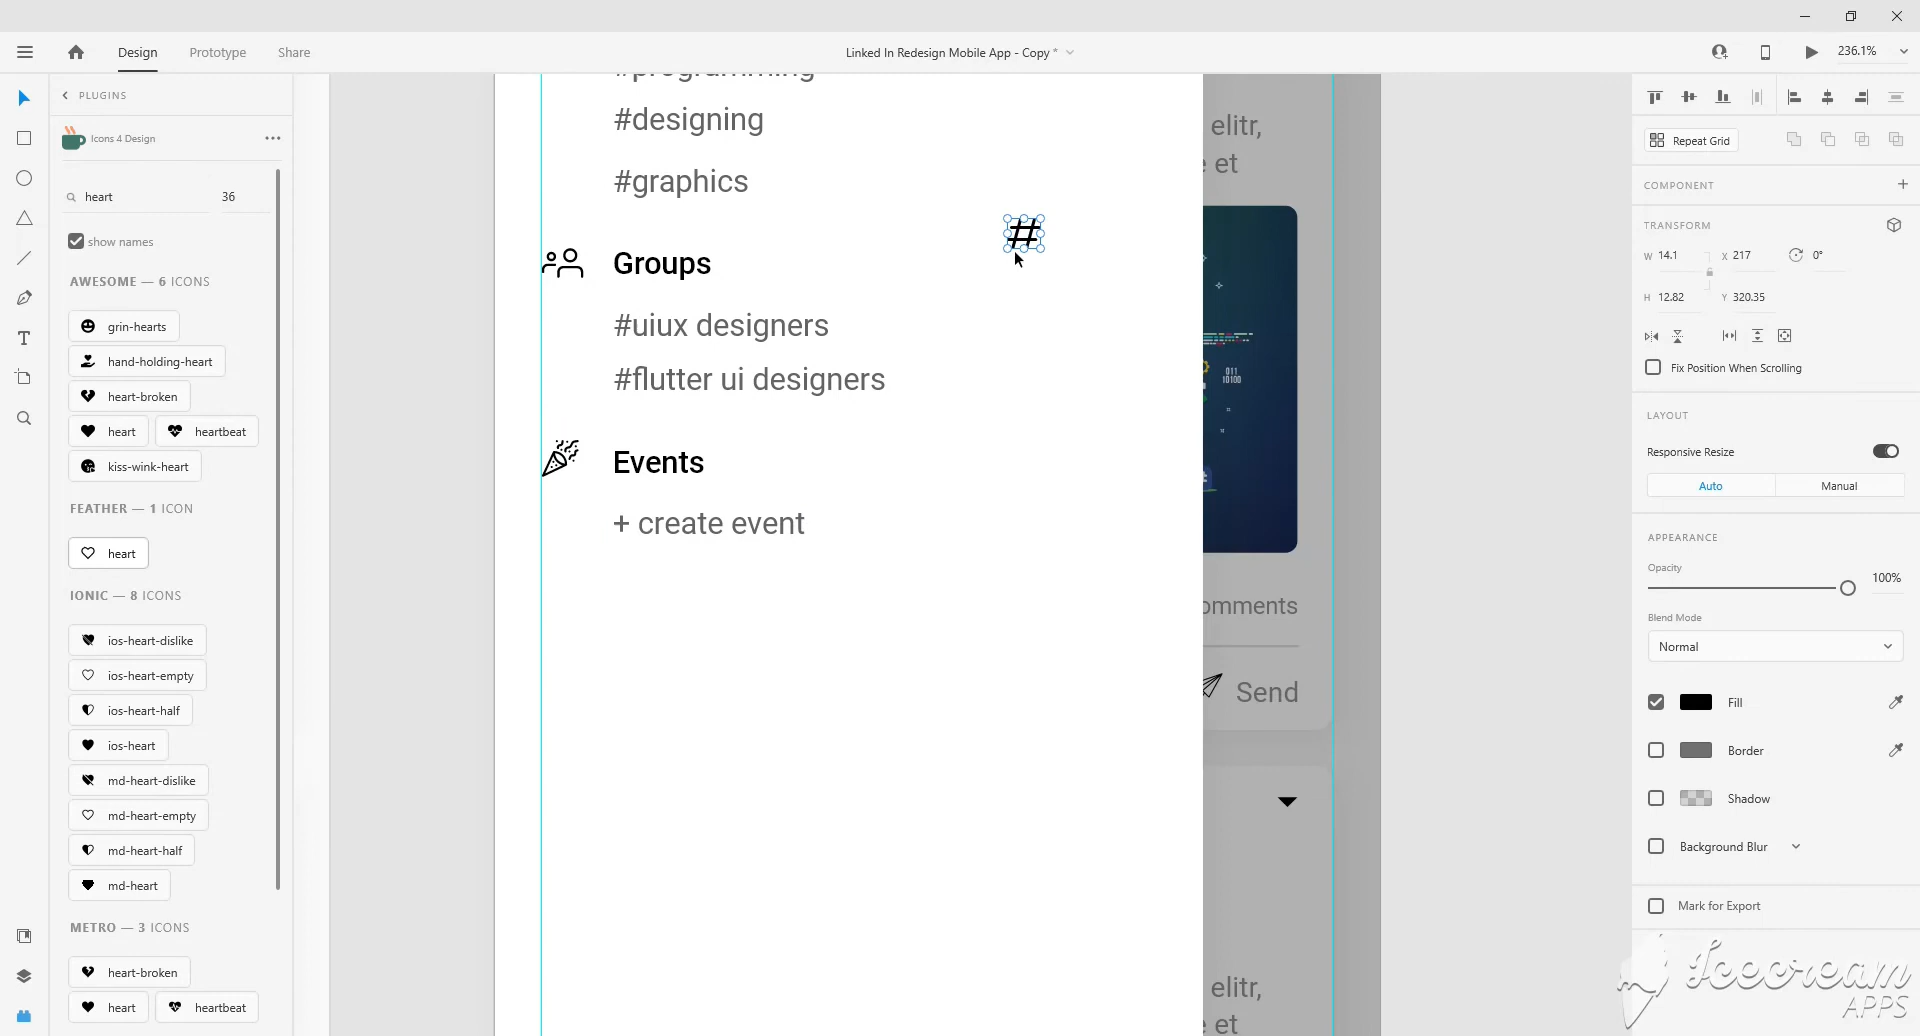 Design
Prototype
Share
Linked In Redesign Mobile App - Copy *
236.1%
PLUGINS
Icons 4 Design
heart
36
show names
AWESOME — 6 ICONS
grin-hearts
hand-holding-heart
heart-broken
heart
heartbeat
kiss-wink-heart
FEATHER — 1 ICON
heart
IONIC — 8 ICONS
ios-heart-dislike
ios-heart-empty
ios-heart-half
ios-heart
md-heart-dislike
md-heart-empty
md-heart-half
md-heart
METRO — 3 ICONS
heart-broken
heart
heartbeat
#programming
#designing
#graphics
#
Groups
#uiux designers
#flutter ui designers
Events
+ create event
elitr,
e et
011
10100
omments
Send
elitr,
e et
Repeat Grid
COMPONENT
TRANSFORM
W 14.1
X 217
0°
H 12.82
Y 320.35
Fix Position When Scrolling
LAYOUT
Responsive Resize
Auto
Manual
APPEARANCE
Opacity
100%
Blend Mode
Normal
Fill
Border
Shadow
Background Blur
Mark for Export
Icecream
APPS